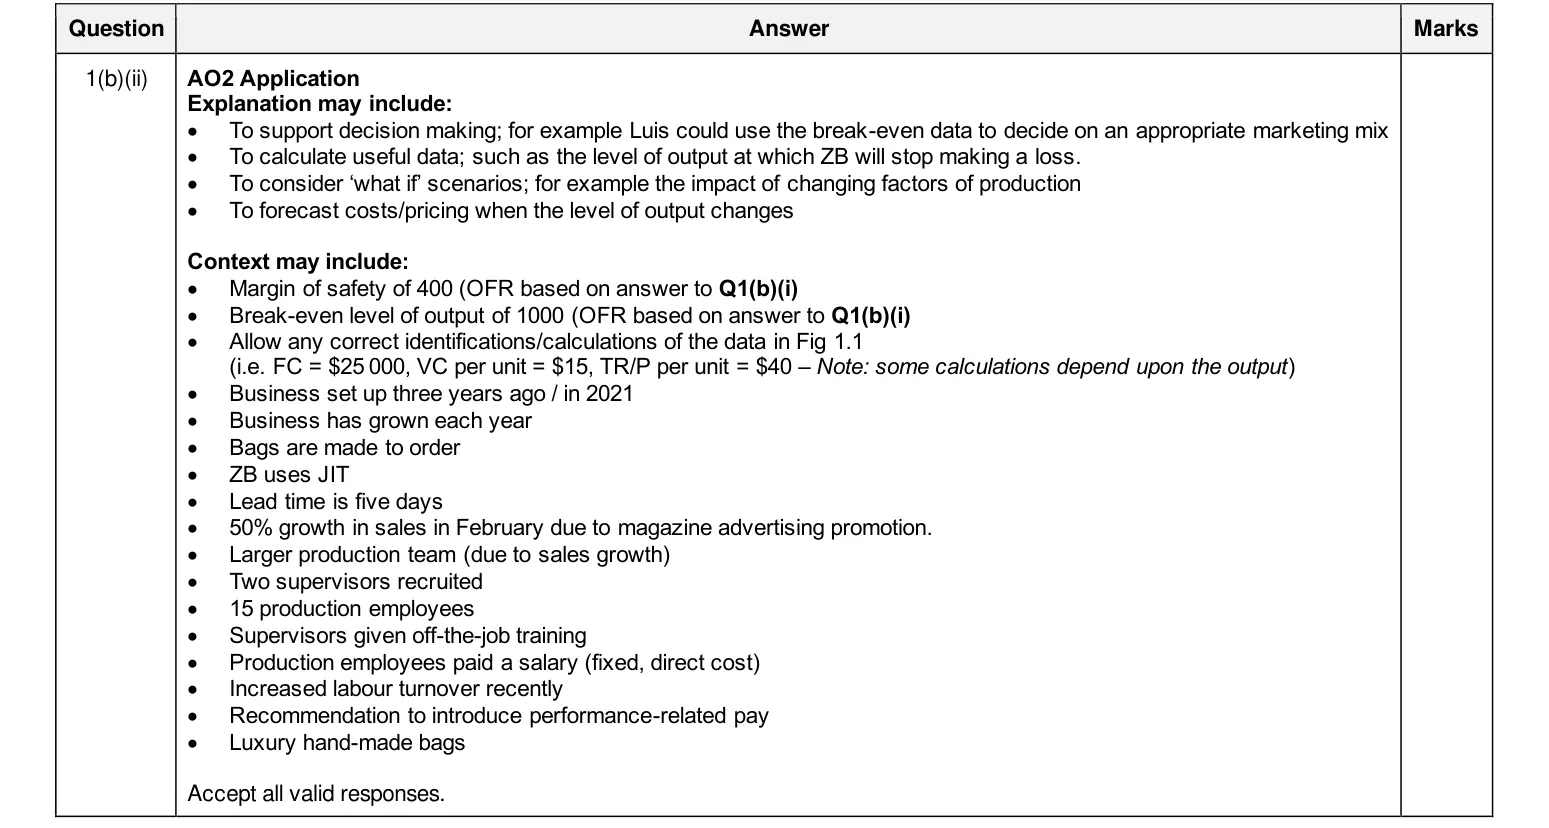 Question Answer Marks
1(b)(ii) AO2 Application
Explanation may include:
• To support decision making; for example Luis could use the break-even data to decide on an appropriate marketing mix
• To calculate useful data; such as the level of output at which ZB will stop making a loss.
• To consider ‘what if’ scenarios; for example the impact of changing factors of production
• To forecast costs/pricing when the level of output changes
Context may include:
• Margin of safety of 400 (OFR based on answer to Q1(b)(i)
• Break-even level of output of 1000 (OFR based on answer to Q1(b)(i)
• Allow any correct identifications/calculations of the data in Fig 1.1
(i.e. FC = $25 000, VC per unit = $15, TR/P per unit = $40 – Note: some calculations depend upon the output)
• Business set up three years ago / in 2021
• Business has grown each year
• Bags are made to order
• ZB uses JIT
• Lead time is five days
• 50% growth in sales in February due to magazine advertising promotion.
• Larger production team (due to sales growth)
• Two supervisors recruited
• 15 production employees
• Supervisors given off-the-job training
• Production employees paid a salary (fixed, direct cost)
• Increased labour turnover recently
• Recommendation to introduce performance-related pay
• Luxury hand-made bags
Accept all valid responses.